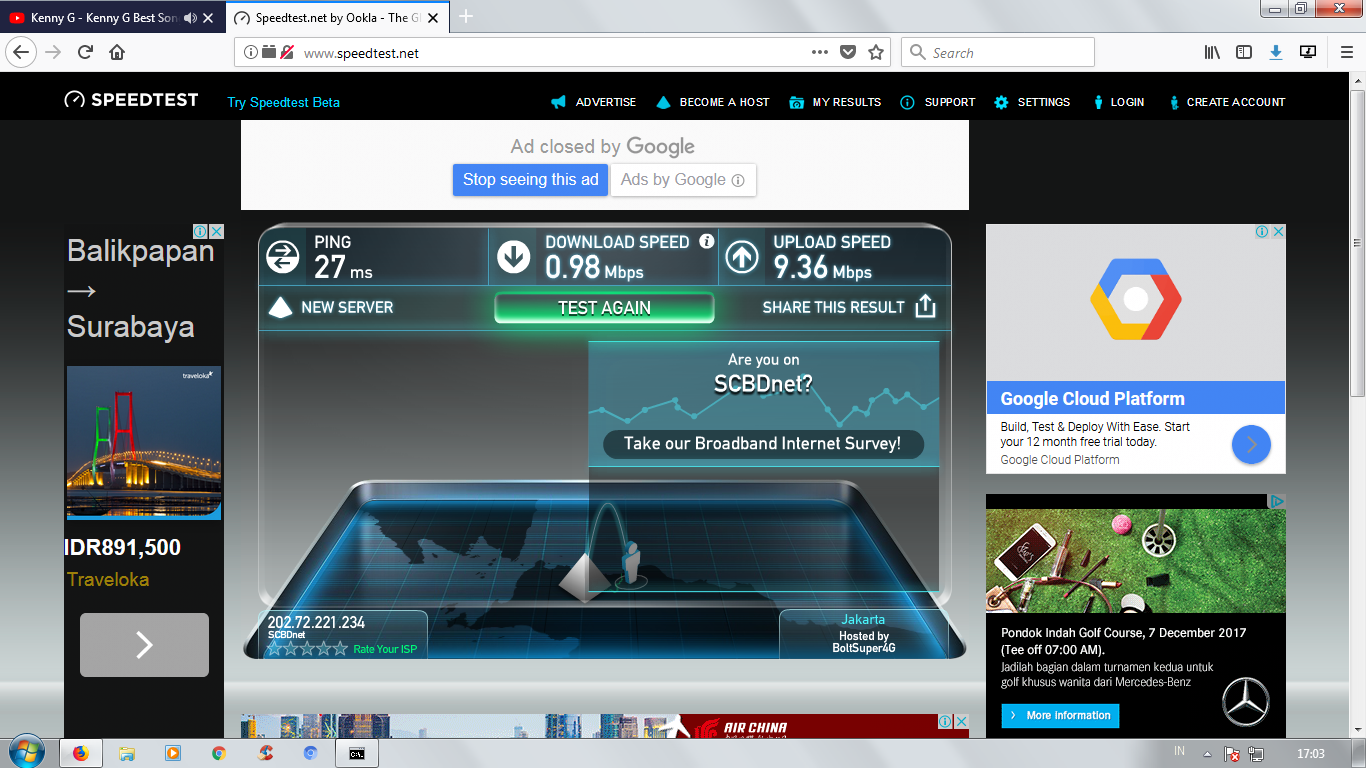 Kenny G - Kenny G Best Son
Speedtest.net by Ookla - The Gl
www.speedtest.net
Search
SPEEDTEST
Try Speedtest Beta
ADVERTISE
BECOME A HOST
MY RESULTS
SUPPORT
SETTINGS
LOGIN
CREATE ACCOUNT
Ad closed by Google
Stop seeing this ad
Ads by Google
Balikpapan
→
Surabaya
traveloka
IDR891,500
Traveloka
PING
27 ms
DOWNLOAD SPEED
0.98 Mbps
UPLOAD SPEED
9.36 Mbps
NEW SERVER
TEST AGAIN
SHARE THIS RESULT
Are you on
SCBDnet?
Take our Broadband Internet Survey!
202.72.221.234
SCBDnet
Rate Your ISP
Jakarta
Hosted by
BoltSuper4G
Google Cloud Platform
Build, Test & Deploy With Ease. Start
your 12 month free trial today.
Google Cloud Platform
Pondok Indah Golf Course, 7 December 2017
(Tee off 07:00 AM).
Jadilah bagian dalam turnamen kedua untuk
golf khusus wanita dari Mercedes-Benz
More Information
AIR CHINA
IN
17:03